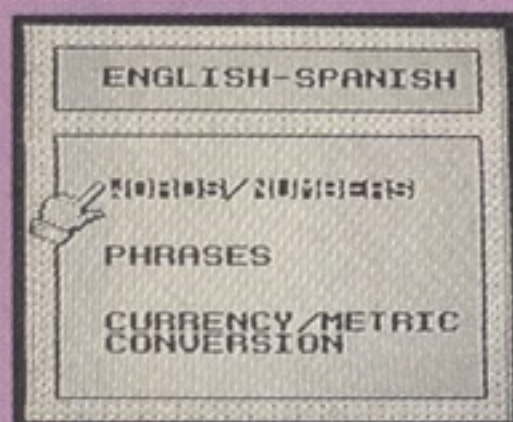 ENGLISH-SPANISH
WORDS/NUMBERS
PHRASES
CURRENCY/METRIC
CONVERSION